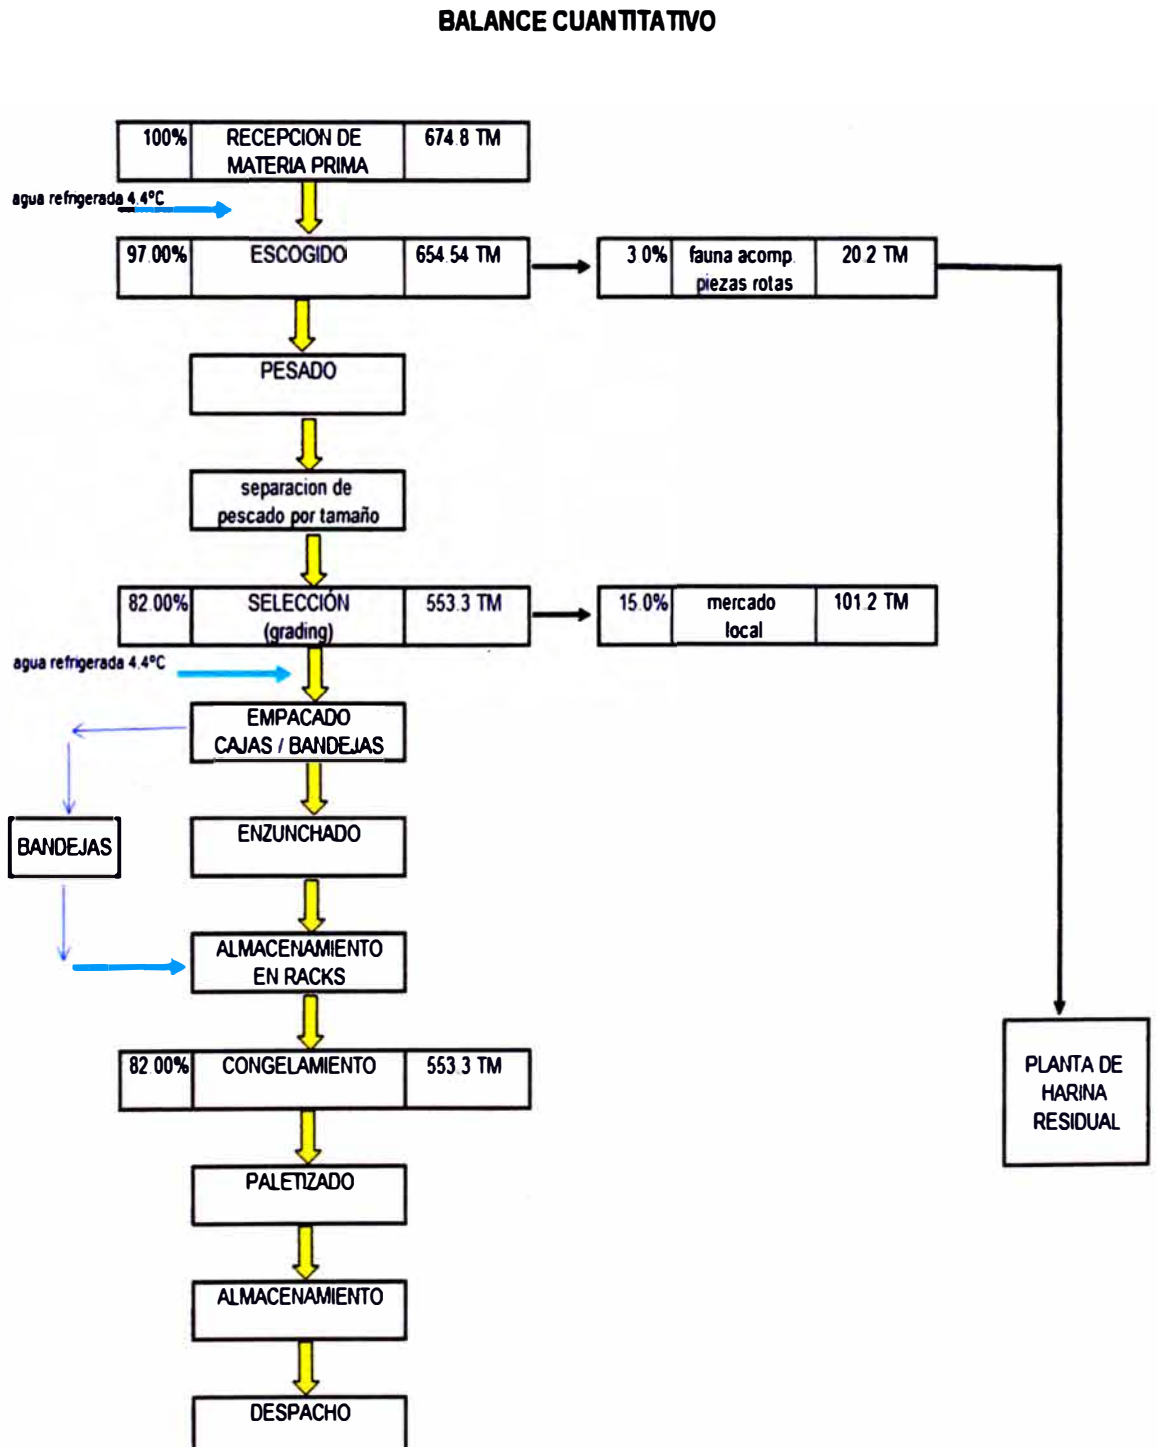 BALANCE CUANTITATIVO
100% RECEPCION DE 674.8 TM
MATERIA PRIMA
agua refrigerada 4.4°C
97.00% ESCOGIDO 654.54 TM 3.0% fauna acomp. 20.2 TM
piezas rotas
PESADO
separacion de
pescado por tamaño
82.00% SELECCIÓN 553.3 TM 15.0% mercado 101.2 TM
(grading) local
agua refrigerada 4.4°C
EMPACADO
CAJAS / BANDEJAS
ENZUNCHADO
BANDEJAS
ALMACENAMIENTO
EN RACKS
82.00% CONGELAMIENTO 553.3 TM
PLANTA DE
HARINA
RESIDUAL
PALETIZADO
ALMACENAMIENTO
DESPACHO